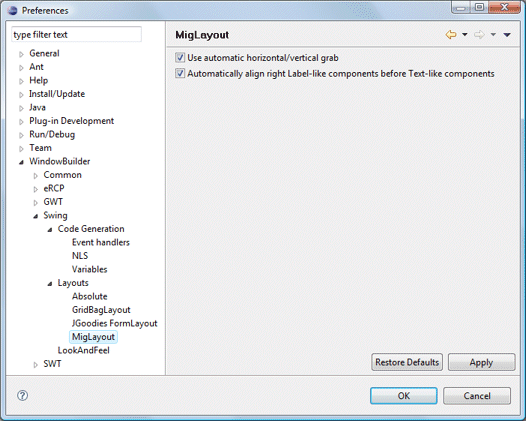 Preferences
type filter text
General
Ant
Help
Install/Update
Java
Plug-in Development
Run/Debug
Team
WindowBuilder
Common
eRCP
GWT
Swing
Code Generation
Event handlers
NLS
Variables
Layouts
Absolute
GridBagLayout
JGoodies FormLayout
MigLayout
LookAndFeel
SWT
MigLayout
Use automatic horizontal/vertical grab
Automatically align right Label-like components before Text-like components
Restore Defaults Apply
? OK Cancel